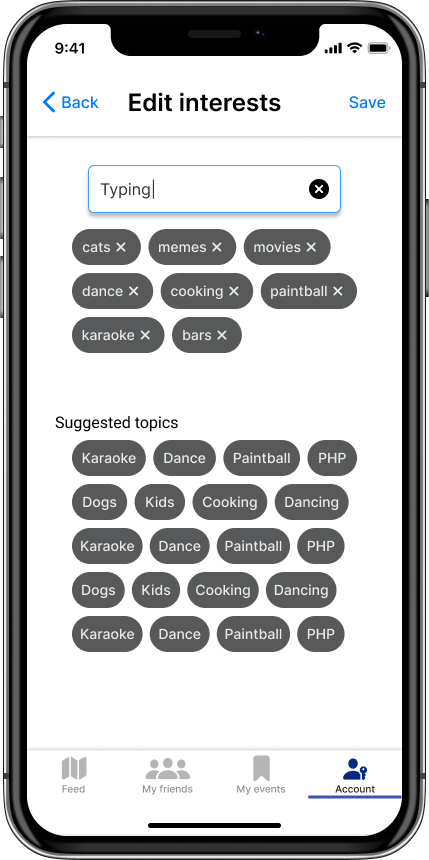 9:41
Back Edit interests Save
Typing
cats memes movies
dance cooking paintball
karaoke bars
Suggested topics
Karaoke Dance Paintball PHP
Dogs Kids Cooking Dancing
Karaoke Dance Paintball PHP
Dogs Kids Cooking Dancing
Karaoke Dance Paintball PHP
Feed My friends My events Account